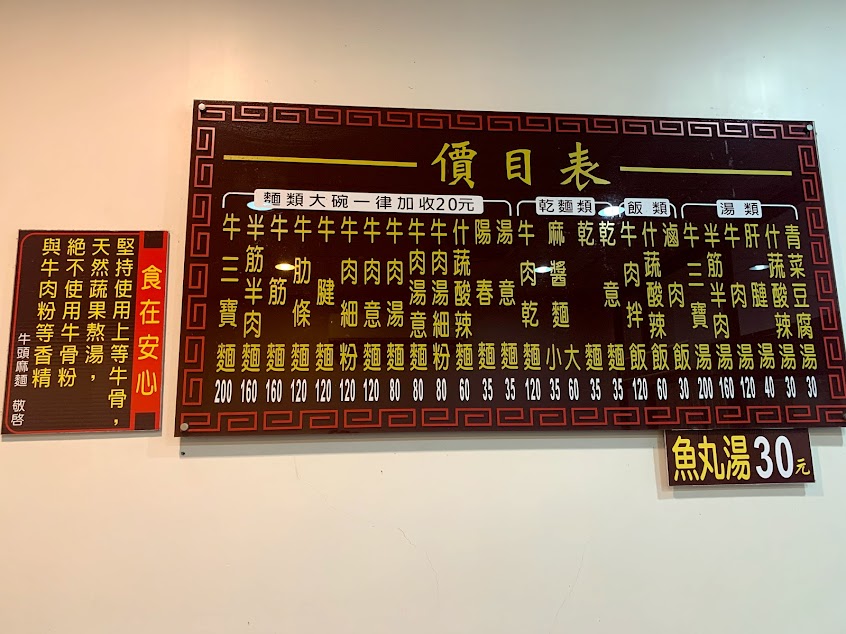 價目表
麵類大碗一律加收20元
牛三寶麵 200
半筋半肉麵 160
牛筋麵 160
牛肋條麵 120
牛腱麵 120
牛肉細粉 120
牛肉意麵 120
牛肉湯麵 80
牛肉湯意麵 80
牛肉湯細粉 80
什蔬酸辣麵 60
陽春麵 35
湯意麵 35
乾麵類
牛肉乾麵 120
麻醬麵 小 35 大 60
乾麵 35
乾意麵 35
飯類
牛肉拌飯 120
什蔬酸辣飯 60
滷肉飯 30
湯類
牛三寶湯 200
半筋半肉湯 160
牛肉湯 120
肝湯 40
什蔬酸辣湯 30
青菜豆腐湯 30
魚丸湯30元
食在安心
堅持使用上等牛骨,
天然蔬果熬湯,
絕不使用牛骨粉
與牛肉粉等香精
牛頭麻麵 敬啓